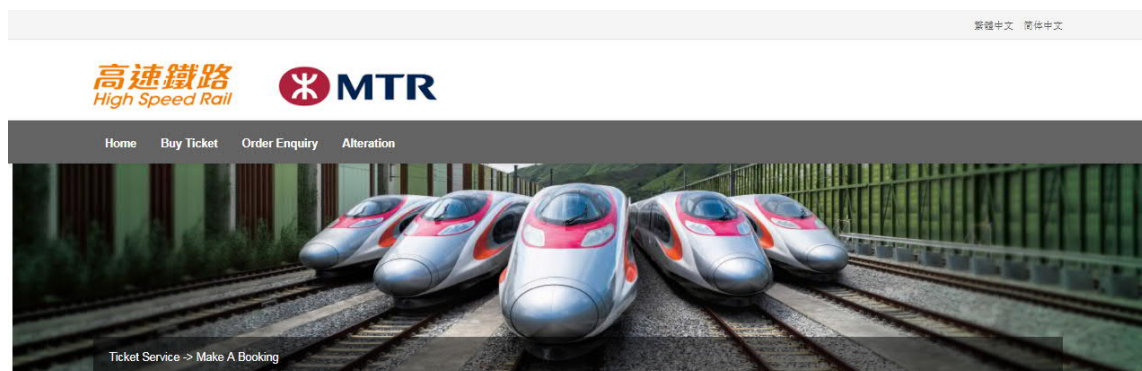 繁體中文 简体中文
高速鐵路
High Speed Rail
MTR
Home Buy Ticket Order Enquiry Alteration
Ticket Service -> Make A Booking